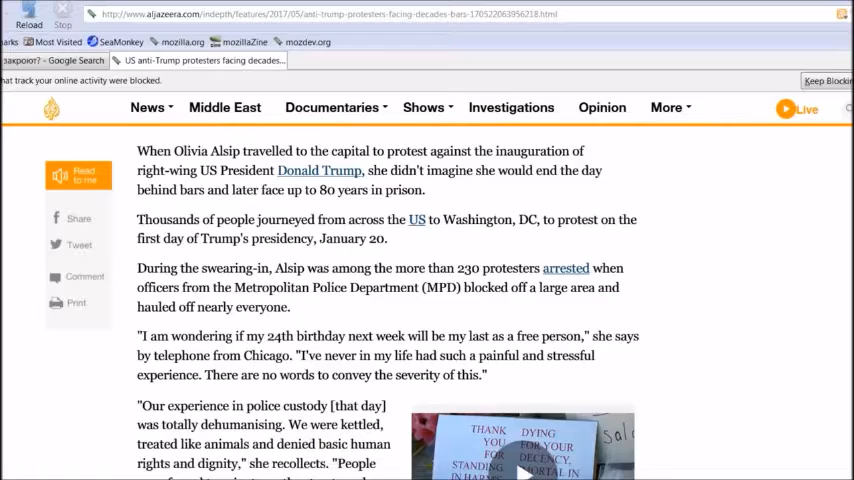 Reload
Stop
http://www.aljazeera.com/indepth/features/2017/05/anti-trump-protesters-facing-decades-bars-170522063956218.html
arks
Most Visited
SeaMonkey
mozilla.org
mozillaZine
mozdev.org
закроют? - Google Search
US anti-Trump protesters facing decades...
hat track your online activity were blocked.
Keep Blockin
News
Middle East
Documentaries
Shows
Investigations
Opinion
More
Live
Read
to me
Share
Tweet
Comment
Print
When Olivia Alsip travelled to the capital to protest against the inauguration of
right-wing US President Donald Trump, she didn't imagine she would end the day
behind bars and later face up to 80 years in prison.
Thousands of people journeyed from across the US to Washington, DC, to protest on the
first day of Trump's presidency, January 20.
During the swearing-in, Alsip was among the more than 230 protesters arrested when
officers from the Metropolitan Police Department (MPD) blocked off a large area and
hauled off nearly everyone.
"I am wondering if my 24th birthday next week will be my last as a free person," she says
by telephone from Chicago. "I've never in my life had such a painful and stressful
experience. There are no words to convey the severity of this."
"Our experience in police custody [that day]
was totally dehumanising. We were kettled,
treated like animals and denied basic human
rights and dignity," she recollects. "People
THANK
YOU
FOR
STANDING
IN HARM'S
DYING
FOR YOUR
DECENCY,